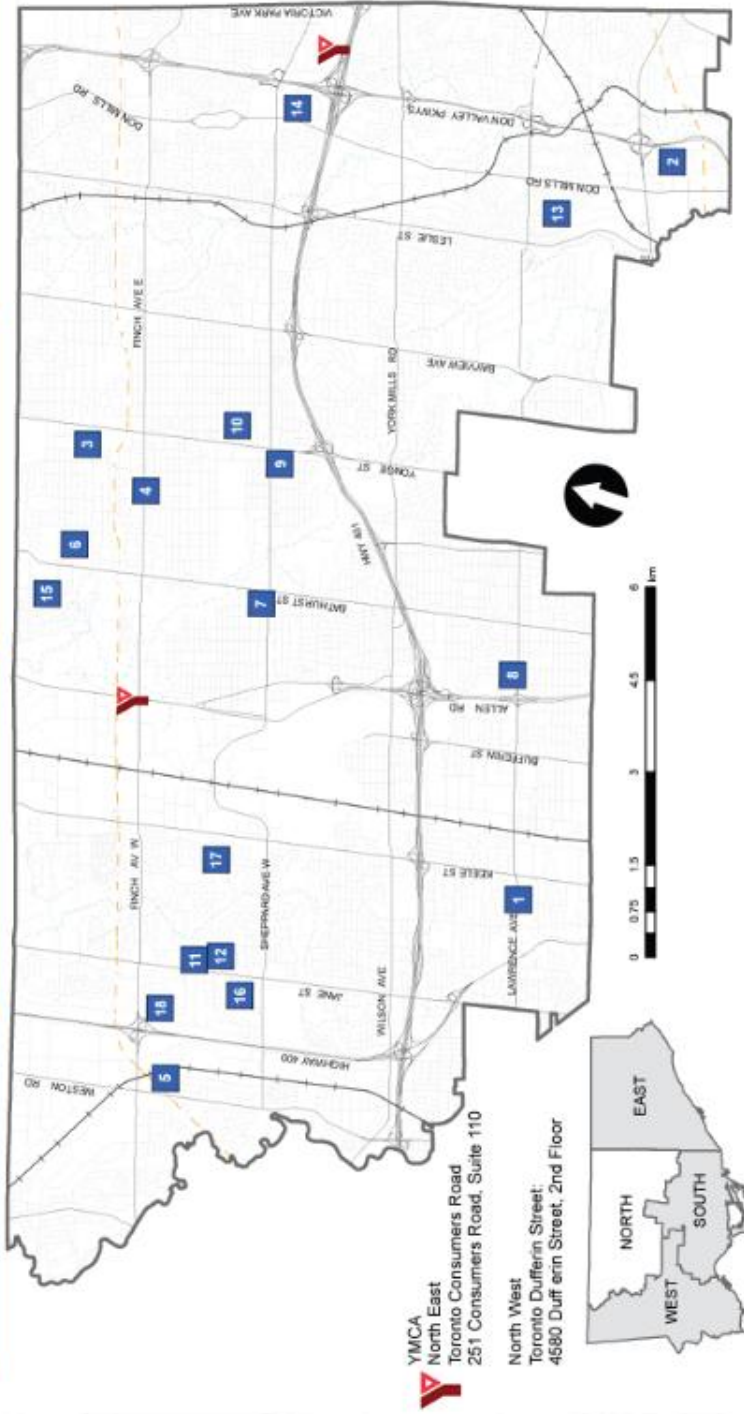 VICTORIA PARK AVE
DON MILLS RD
14
DON VALLEY PKWYS
2
DON MILLS RD
13
LESLIE ST
FINCH AVE E
BAYVIEW AVE
YORK MILLS RD
3
10
9
YONGE ST
4
6
HWY 401
15
7
BATHURST ST
8
ALLEN RD
DUFFERIN ST
FINCH AV W
17
KEELE ST
SHEPPARD AVE W
1
LAWRENCE AVE
11
12
16
18
JANE ST
WILSON AVE
HIGHWAY 400
5
WESTON RD
0 0.75 1.5 3 4.5 6
km
YMCA
North East
Toronto Consumers Road
251 Consumers Road, Suite 110
North West
Toronto Dufferin Street:
4580 Duff erin Street, 2nd Floor
NORTH
EAST
SOUTH
WEST